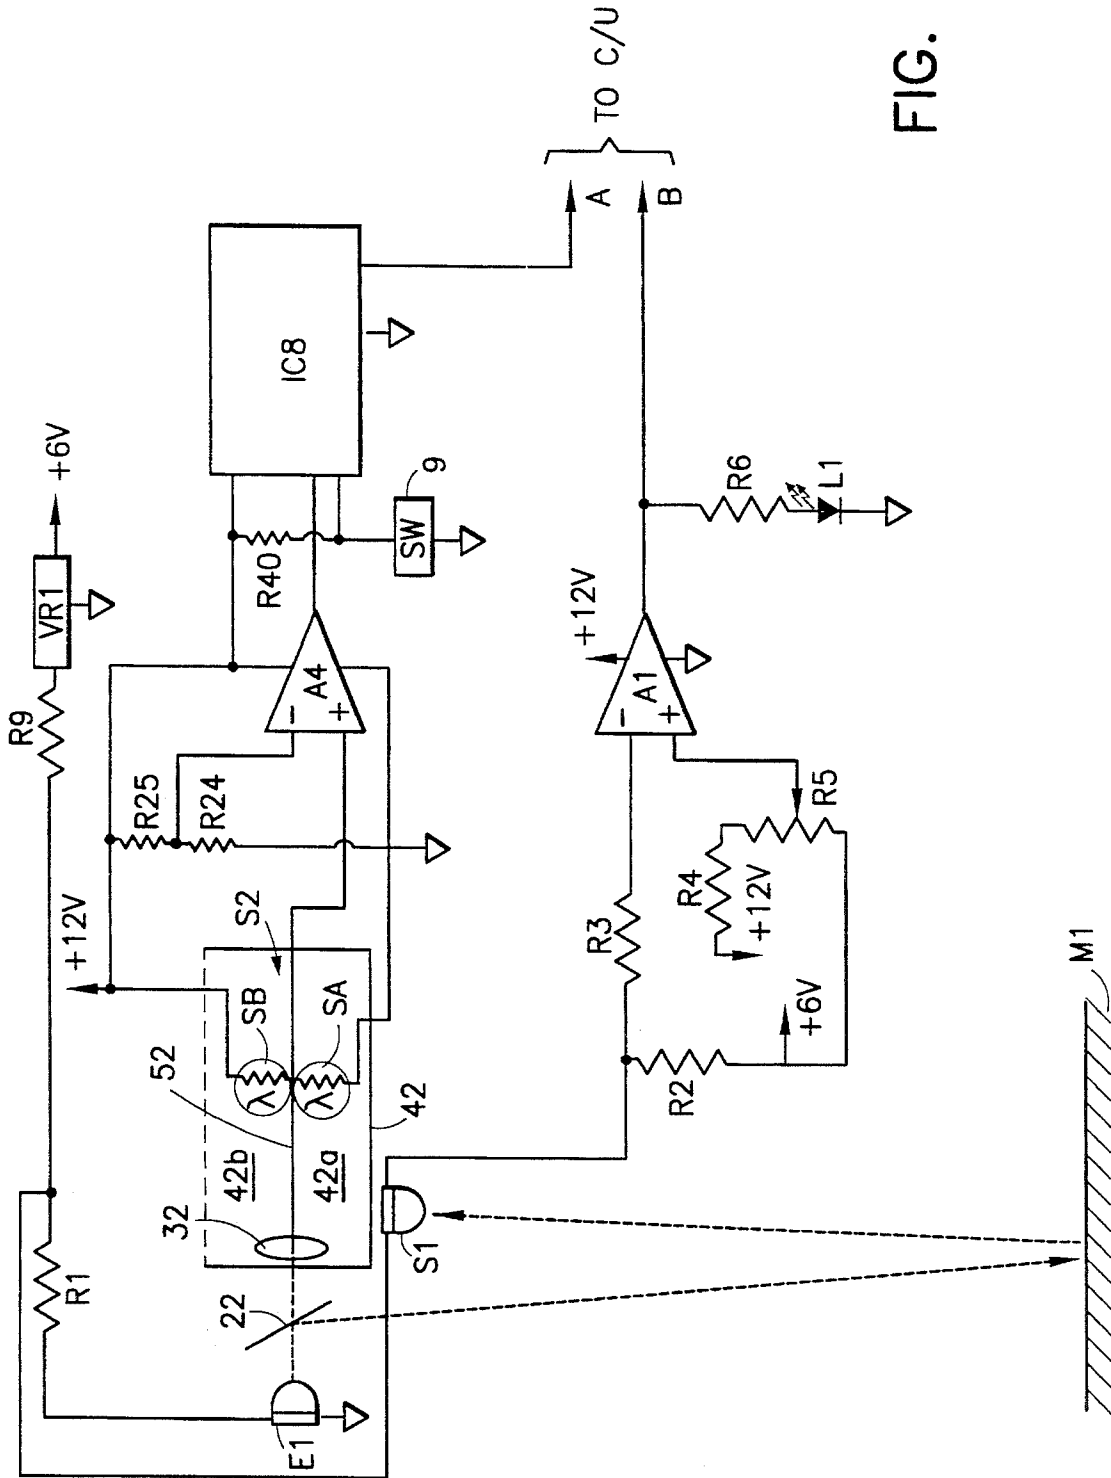 FIG.
TO C/U
A
B
IC8
+6V
VR1
R9
9
SW
R40
A4
-
+
R25
R24
+12V
S2
SB
SA
λ
λ
52
42
42b
42a
32
22
R1
E1
S1
R6
L1
+12V
A1
-
+
R5
R4
+12V
R3
R2
+6V
M1